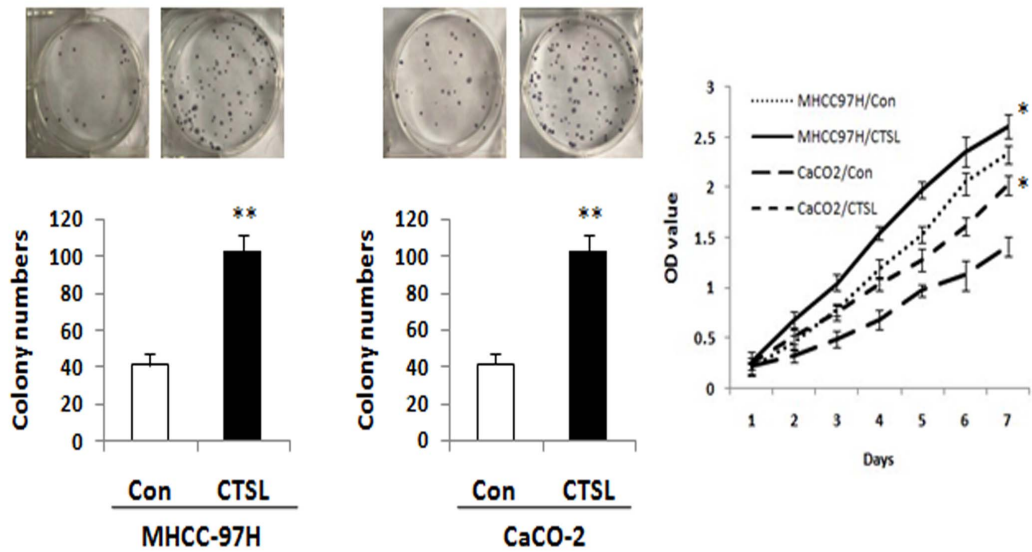 Colony numbers
120
100
80
60
40
20
0
**
Con
CTSL
MHCC-97H
Colony numbers
120
100
80
60
40
20
0
**
Con
CTSL
CaCO-2
OD value
3
2.5
2
1.5
1
0.5
0
MHCC97H/Con
MHCC97H/CTSL
CaCO2/Con
CaCO2/CTSL
*
*
1 2 3 4 5 6 7
Days